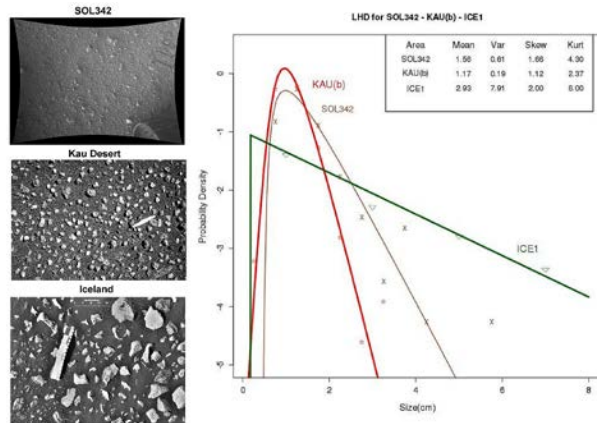 SOL342
Kau Desert
Iceland
LHD for SOL342 - KAU(b) - ICE1
Area Mean Var Skew Kurt
SOL342 1.56 0.61 1.66 4.30
KAU(b) 1.17 0.19 1.12 2.37
ICE1 2.93 7.91 2.00 6.00
KAU(b)
SOL342
ICE1
Probability Density
0
-1
-2
-3
-4
-5
0 2 4 6 8
Size(cm)